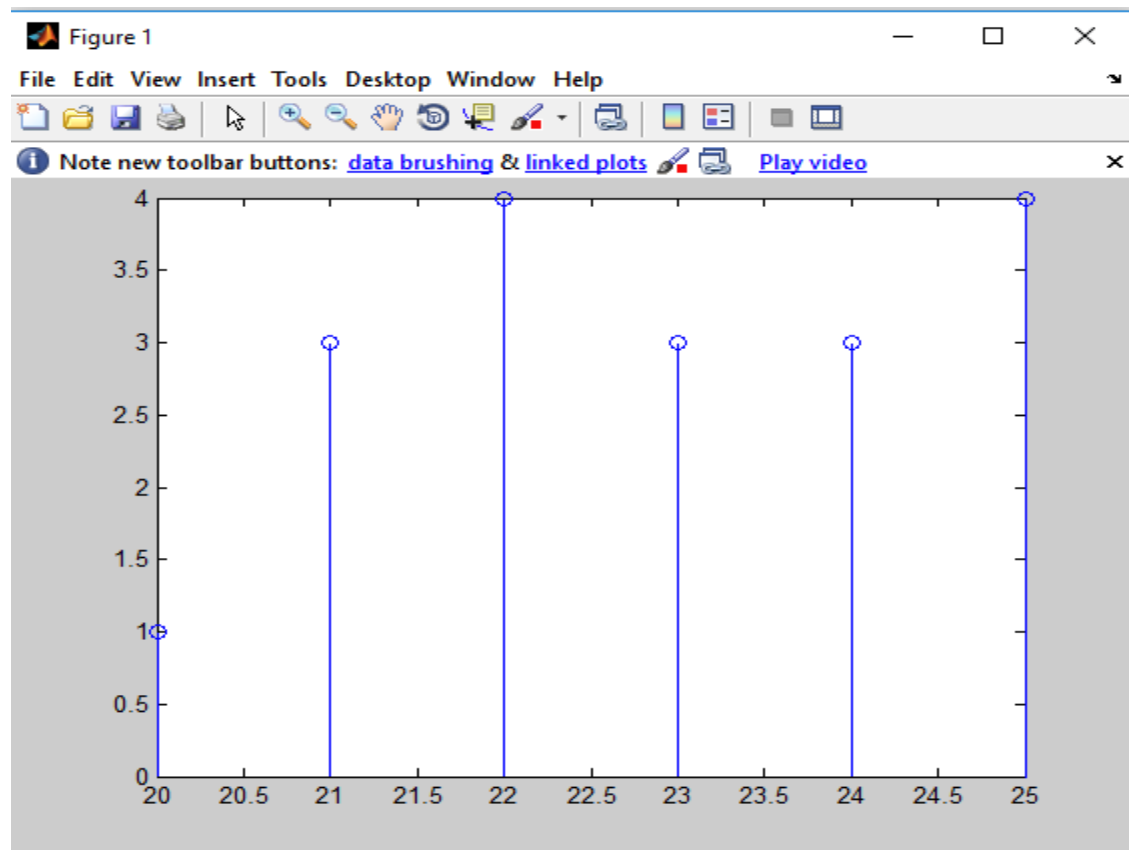 Figure 1
File Edit View Insert Tools Desktop Window Help
Note new toolbar buttons: data brushing & linked plots Play video
4
3.5
3
2.5
2
1.5
1
0.5
0
20 20.5 21 21.5 22 22.5 23 23.5 24 24.5 25